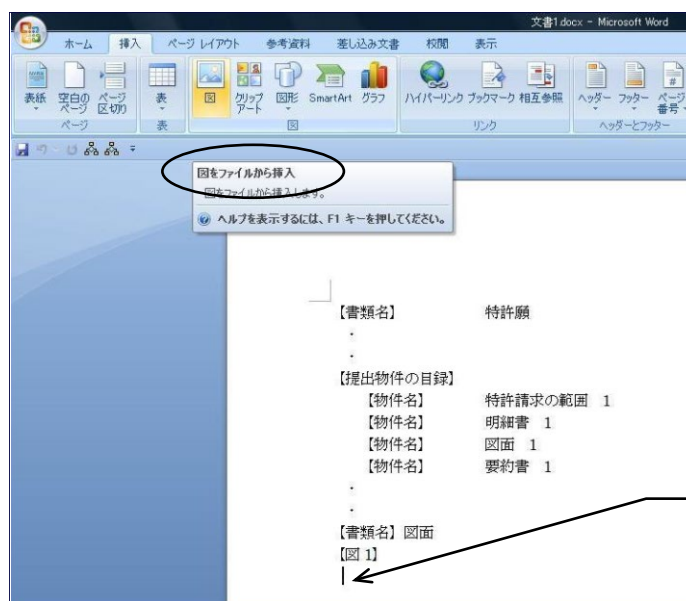 文書1.docx - Microsoft Word
ホーム 挿入 ページ レイアウト 参考資料 差し込み文書 校閲 表示
表紙 空白の ページ ページ 区切り 表 図 クリップ アート 図形 SmartArt グラフ ハイパーリンク ブックマーク 相互参照 ヘッダー フッター ページ 番号
ページ 表 図 リンク ヘッダーとフッター
図をファイルから挿入
図をファイルから挿入します。
ヘルプを表示するには、F1 キーを押してください。
【書類名】 特許願
・
・
【提出物件の目録】
【物件名】 特許請求の範囲 1
【物件名】 明細書 1
【物件名】 図面 1
【物件名】 要約書 1
・
・
【書類名】図面
【図 1】